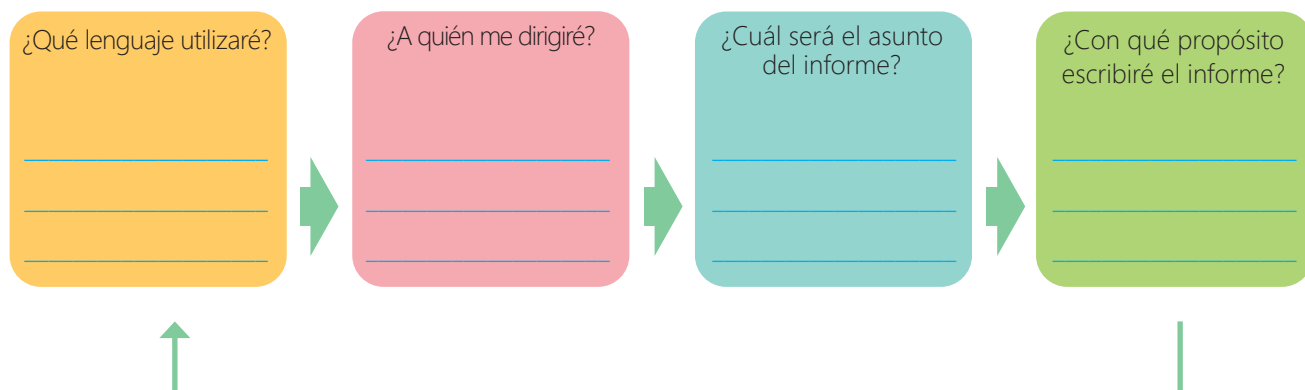 ¿Qué lenguaje utilizaré?
¿A quién me dirigiré?
¿Cuál será el asunto
del informe?
¿Con qué propósito
escribiré el informe?